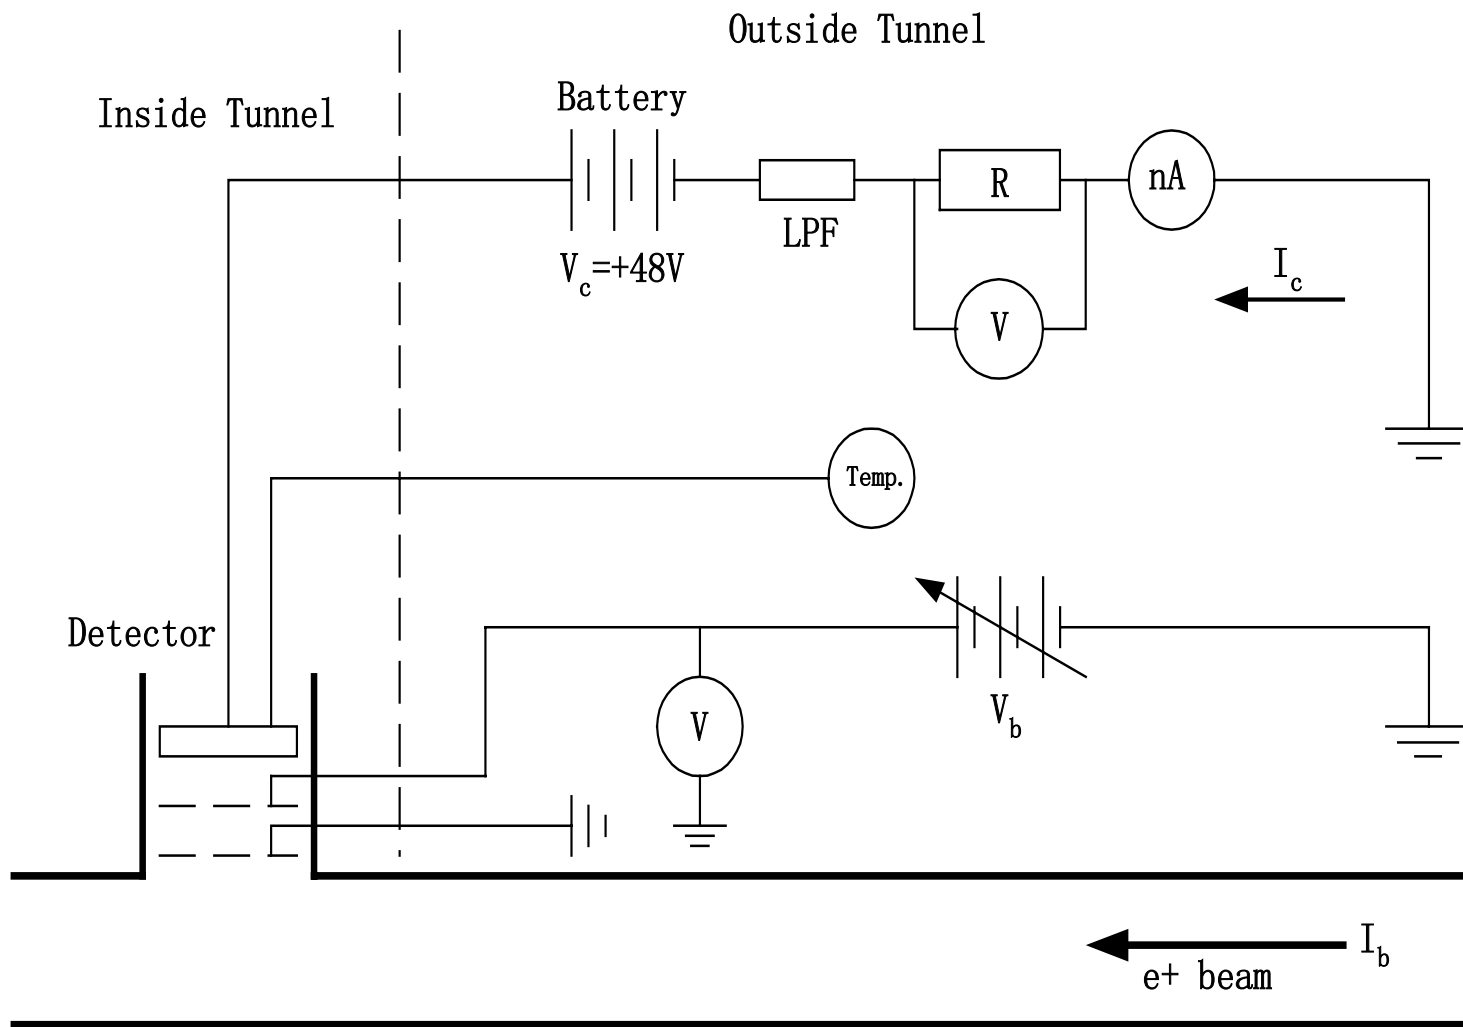 Outside Tunnel
Inside Tunnel
Battery
R
nA
LPF
Vc=+48V
Ic
V
Temp.
Detector
V
Vb
Ib
e+ beam